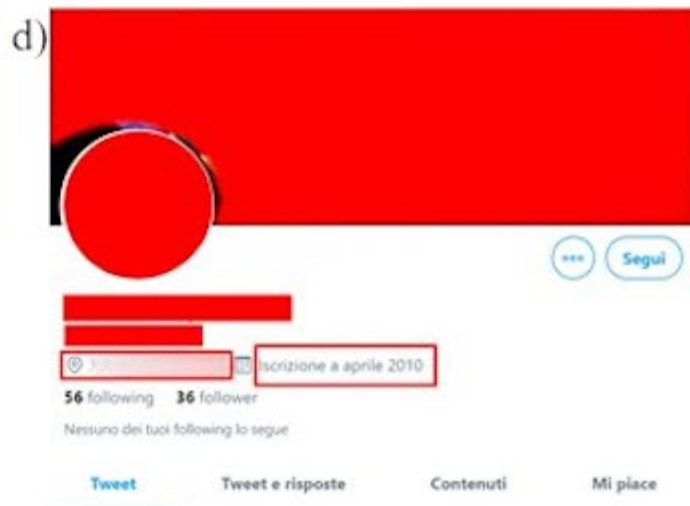 d)
Segui
Iscrizione a aprile 2010
56 following 36 follower
Nessuno dei tuoi following lo segue
Tweet Tweet e risposte Contenuti Mi piace